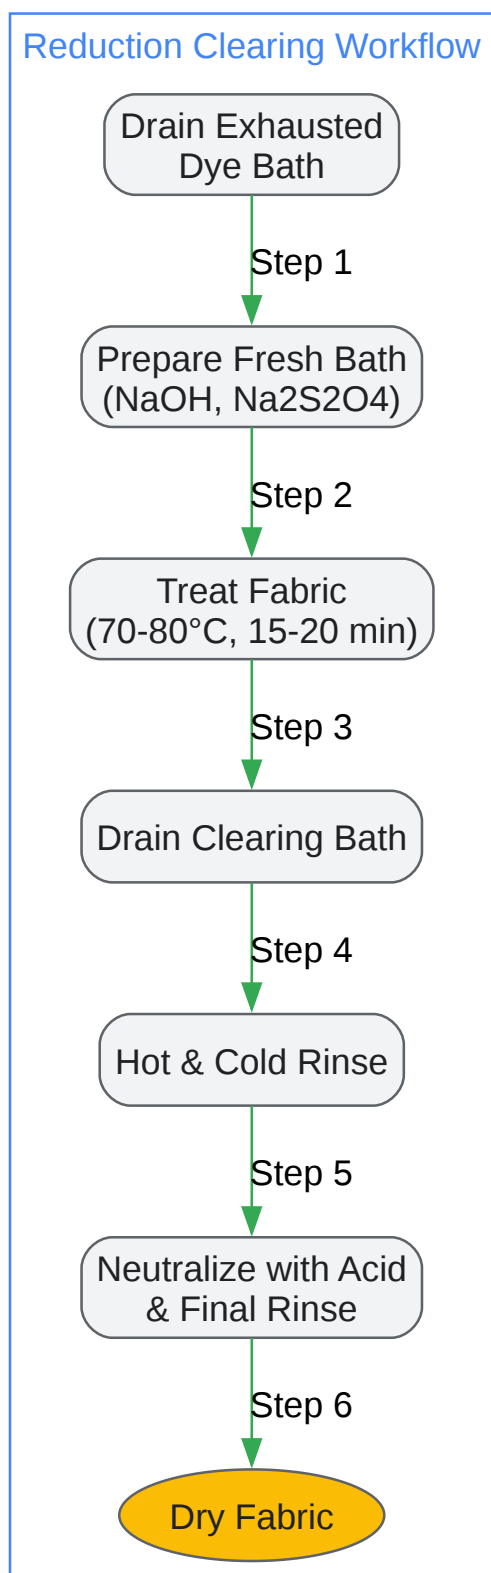 Reduction Clearing Workflow
Drain Exhausted
Dye Bath
Step 1
Prepare Fresh Bath
(NaOH, Na2S2O4)
Step 2
Treat Fabric
(70-80°C, 15-20 min)
Step 3
Drain Clearing Bath
Step 4
Hot & Cold Rinse
Step 5
Neutralize with Acid
& Final Rinse
Step 6
Dry Fabric